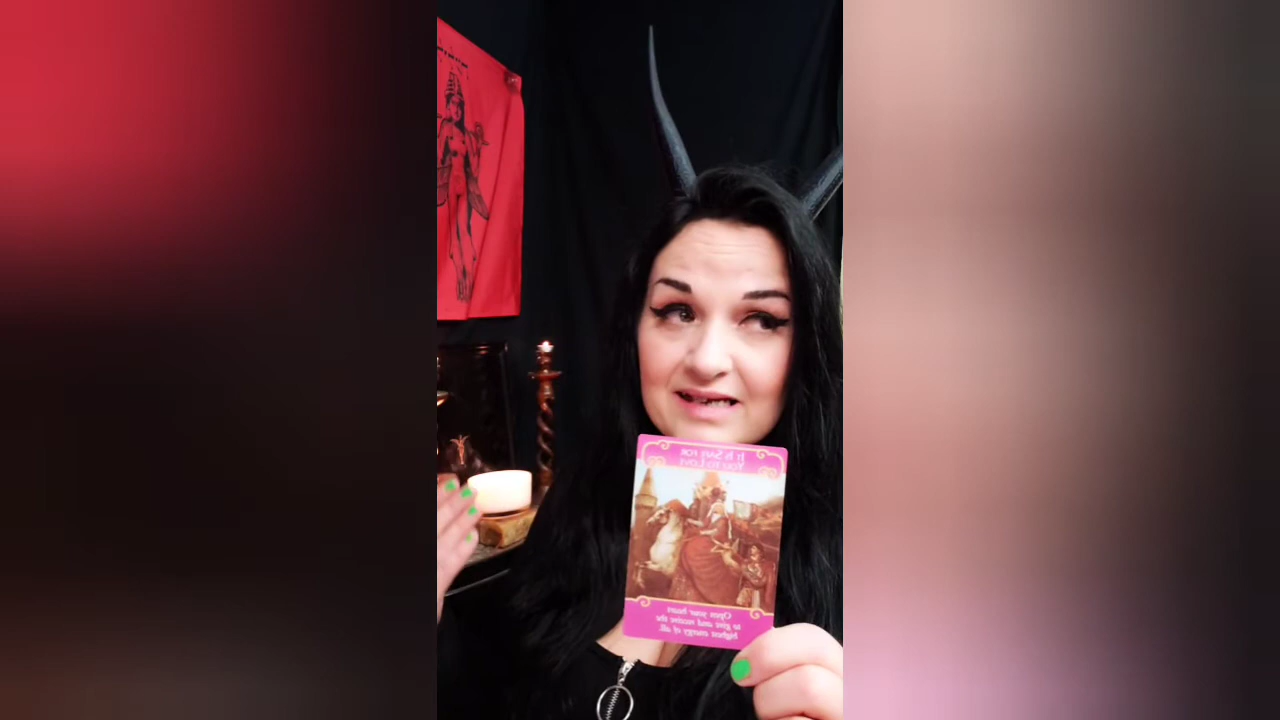 It Is Safe for
You to Love
Open your heart
to give and receive the
highest energy of all.